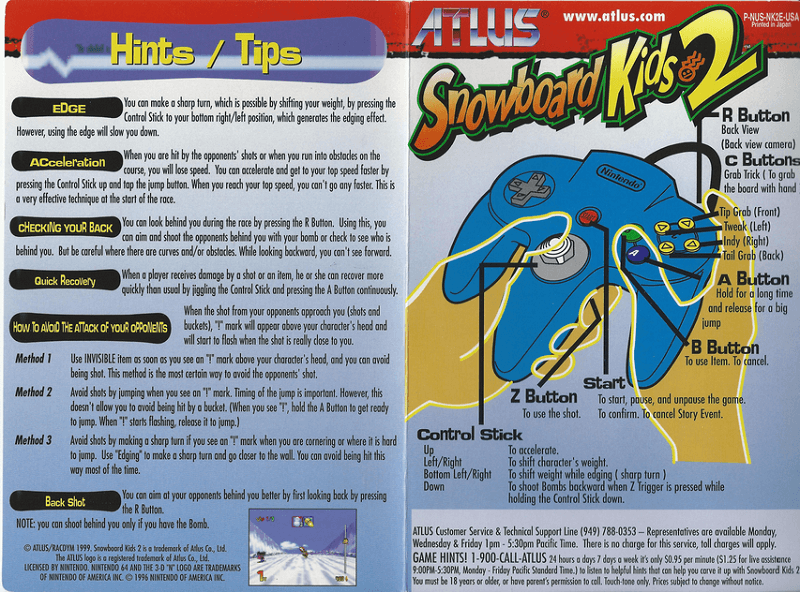 Hints / Tips
EDGE
You can make a sharp turn, which is possible by shifting your weight, by pressing the
Control Stick to your bottom right/left position, which generates the edging effect.
However, using the edge will slow you down.
ACceleration
When you are hit by the opponents' shots or when you run into obstacles on the
course, you will lose speed. You can accelerate and get to your top speed faster by
pressing the Control Stick up and tap the jump button. When you reach your top speed, you can't go any faster. This is
a very effective technique at the start of the race.
cHEcKiNG yOUR BACK
You can look behind you during the race by pressing the R Button. Using this, you
can aim and shoot the opponents behind you with your bomb or check to see who is
behind you. But be careful where there are curves and/or obstacles. While looking backward, you can't see forward.
Quick Recovery
When a player receives damage by a shot or an item, he or she can recover more
quickly than usual by jiggling the Control Stick and pressing the A Button continuously.
How TO AVOID THE ATTACK OF YOUR OPPONENTS
When the shot from your opponents approach you (shots and
buckets), "!" mark will appear above your character's head and
will start to flash when the shot is really close to you.
Method 1 Use INVISIBLE item as soon as you see an "!" mark above your character's head, and you can avoid
being shot. This method is the most certain way to avoid the opponents' shot.
Method 2 Avoid shots by jumping when you see an "!" mark. Timing of the jump is important. However, this
doesn't allow you to avoid being hit by a bucket. (When you see "!", hold the A Button to get ready
to jump. When "!" starts flashing, release it to jump.)
Method 3 Avoid shots by making a sharp turn if you see an "!" mark when you are cornering or where it is hard
to jump. Use "Edging" to make a sharp turn and go closer to the wall. You can avoid being hit this
way most of the time.
Back Shot
You can aim at your opponents behind you better by first looking back by pressing
the R Button.
NOTE: you can shoot behind you only if you have the Bomb.
© ATLUS/RACDYM 1999. Snowboard Kids 2 is a trademark of Atlus Co., Ltd.
The ATLUS logo is a registered trademark of Atlus Co., Ltd.
LICENSED BY NINTENDO. NINTENDO 64 AND THE 3-D "N" LOGO ARE TRADEMARKS
OF NINTENDO OF AMERICA INC. © 1996 NINTENDO OF AMERICA INC.
ATLUS®
www.atlus.com
P-NUS-NK2E-USA
Printed in Japan
Snowboard Kids 2
R Button
Back View
(Back view camera)
C Buttons
Grab Trick ( To grab
the board with hand
Tip Grab (Front)
Tweak (Left)
Indy (Right)
Tail Grab (Back)
Nintendo
A
A Button
Hold for a long time
and release for a big
jump
B Button
To use Item. To cancel.
Start
To start, pause, and unpause the game.
To confirm. To cancel Story Event.
Z Button
To use the shot.
Control Stick
Up To accelerate.
Left/Right To shift character's weight.
Bottom Left/Right To shift weight while edging ( sharp turn )
Down To shoot Bombs backward when Z Trigger is pressed while
holding the Control Stick down.
ATLUS Customer Service & Technical Support Line (949) 788-0353 – Representatives are available Monday,
Wednesday & Friday 1pm - 5:30pm Pacific Time. There is no charge for this service, toll charges will apply.
GAME HINTS! 1-900-CALL-ATLUS 24 hours a day 7 days a week it's only $0.95 per minute ($1.25 for live assistance
9:00PM-5:30PM, Monday - Friday Pacific Standard Time.) to listen to helpful hints that can help you carve it up with Snowboard Kids 2
You must be 18 years or older, or have parent's permission to call. Touch-tone only. Prices subject to change without notice.